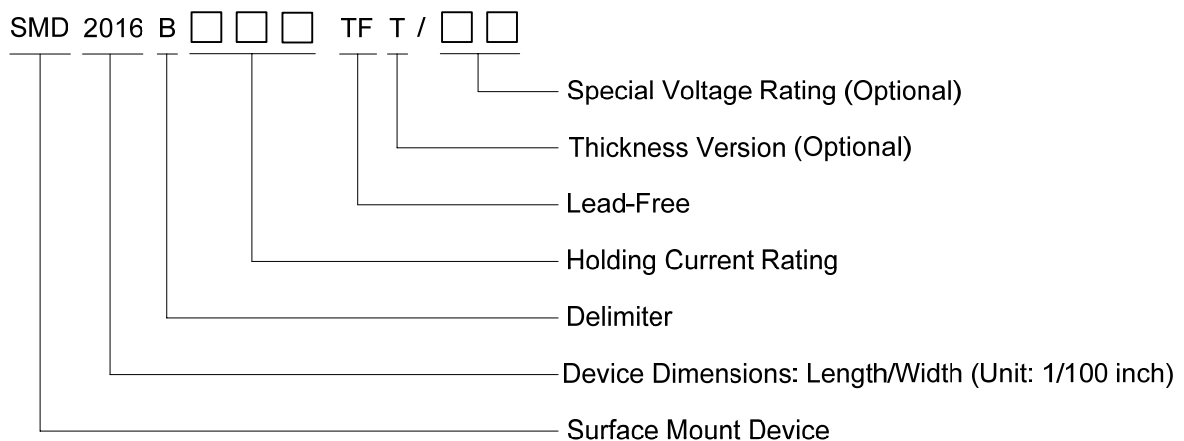 SMD 2016 B □ □ □ TF T / □ □
Special Voltage Rating (Optional)
Thickness Version (Optional)
Lead-Free
Holding Current Rating
Delimiter
Device Dimensions: Length/Width (Unit: 1/100 inch)
Surface Mount Device